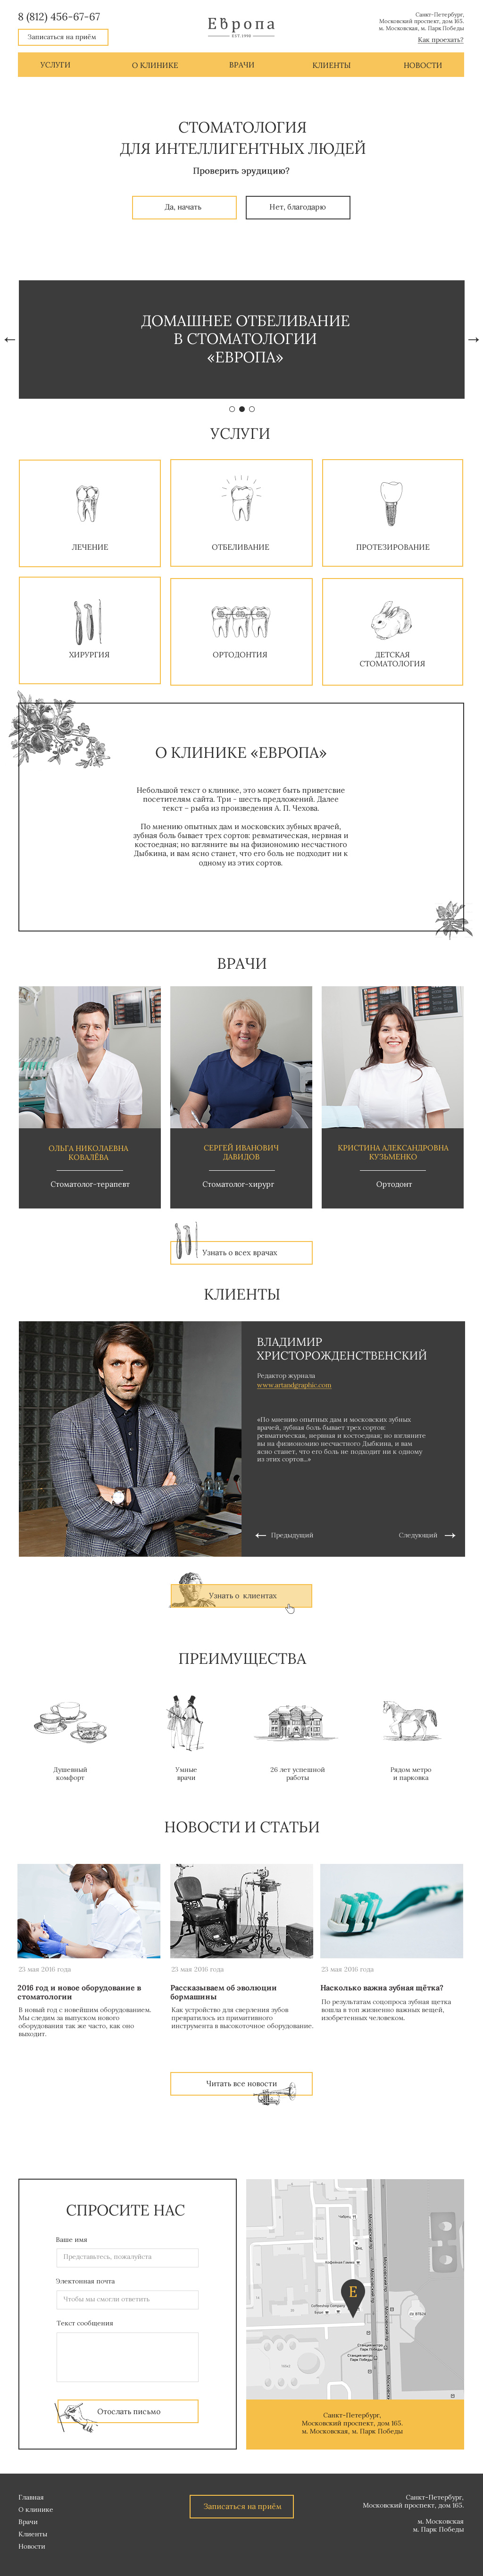 8 (812) 456-67-67
Записаться на приём
Европа
EST. 1990
Санкт-Петербург,
Московский проспект, дом 165.
м. Московская, м. Парк Победы
Как проехать?
УСЛУГИ
О КЛИНИКЕ
ВРАЧИ
КЛИЕНТЫ
НОВОСТИ
СТОМАТОЛОГИЯ
ДЛЯ ИНТЕЛЛИГЕНТНЫХ ЛЮДЕЙ
Проверить эрудицию?
Да, начать
Нет, благодарю
ДОМАШНЕЕ ОТБЕЛИВАНИЕ
В СТОМАТОЛОГИИ
«ЕВРОПА»
УСЛУГИ
ЛЕЧЕНИЕ
ОТБЕЛИВАНИЕ
ПРОТЕЗИРОВАНИЕ
ХИРУРГИЯ
ОРТОДОНТИЯ
ДЕТСКАЯ
СТОМАТОЛОГИЯ
О КЛИНИКЕ «ЕВРОПА»
Небольшой текст о клинике, это может быть приветсвие
посетителям сайта. Три - шесть предложений. Далее
текст – рыба из произведения А. П. Чехова.
По мнению опытных дам и московских зубных врачей,
зубная боль бывает трех сортов: ревматическая, нервная и
костоедная; но взгляните вы на физиономию несчастного
Дыбкина, и вам ясно станет, что его боль не подходит ни к
одному из этих сортов.
ВРАЧИ
ОЛЬГА НИКОЛАЕВНА
КОВАЛЁВА
Стоматолог-терапевт
СЕРГЕЙ ИВАНОВИЧ
ДАВИДОВ
Стоматолог-хирург
КРИСТИНА АЛЕКСАНДРОВНА
КУЗЬМЕНКО
Ортодонт
Узнать о всех врачах
КЛИЕНТЫ
ВЛАДИМИР
ХРИСТОРОЖДЕНСТВЕНСКИЙ
Редактор журнала
www.artandgraphic.com
«По мнению опытных дам и московских зубных
врачей, зубная боль бывает трех сортов:
ревматическая, нервная и костоедная; но взгляните
вы на физиономию несчастного Дыбкина, и вам
ясно станет, что его боль не подходит ни к одному
из этих сортов...»
Предыдущий
Следующий
Узнать о клиентах
ПРЕИМУЩЕСТВА
Душевный
комфорт
Умные
врачи
26 лет успешной
работы
Рядом метро
и парковка
НОВОСТИ И СТАТЬИ
23 мая 2016 года
2016 год и новое оборудование в
стоматологии
В новый год с новейшим оборудованием.
Мы следим за выпуском нового
оборудования так же часто, как оно
выходит.
23 мая 2016 года
Рассказываем об эволюции
бормашины
Как устройство для сверления зубов
превратилось из примативного
инструмента в высокоточное оборудование.
23 мая 2016 года
Насколько важна зубная щётка?
По результатам соцопроса зубная щетка
вошла в топ жизненно важных вещей,
изобретенных человеком.
Читать все новости
СПРОСИТЕ НАС
Ваше имя
Представьтесь, пожалуйста
Электонная почта
Чтобы мы смогли ответить
Текст сообщения
Отослать письмо
E
Санкт-Петербург,
Московский проспект, дом 165.
м. Московская, м. Парк Победы
Главная
О клинике
Врачи
Клиенты
Новости
Записаться на приём
Санкт-Петербург,
Московский проспект, дом 165.
м. Московская
м. Парк Победы